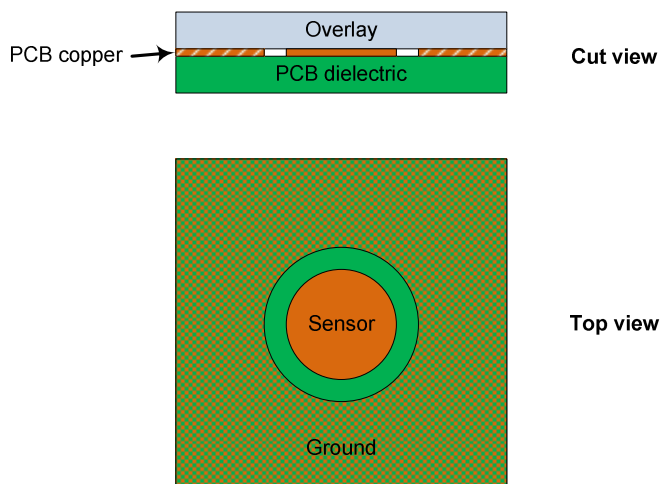 Overlay
PCB copper
Cut view
PCB dielectric
Sensor
Top view
Ground